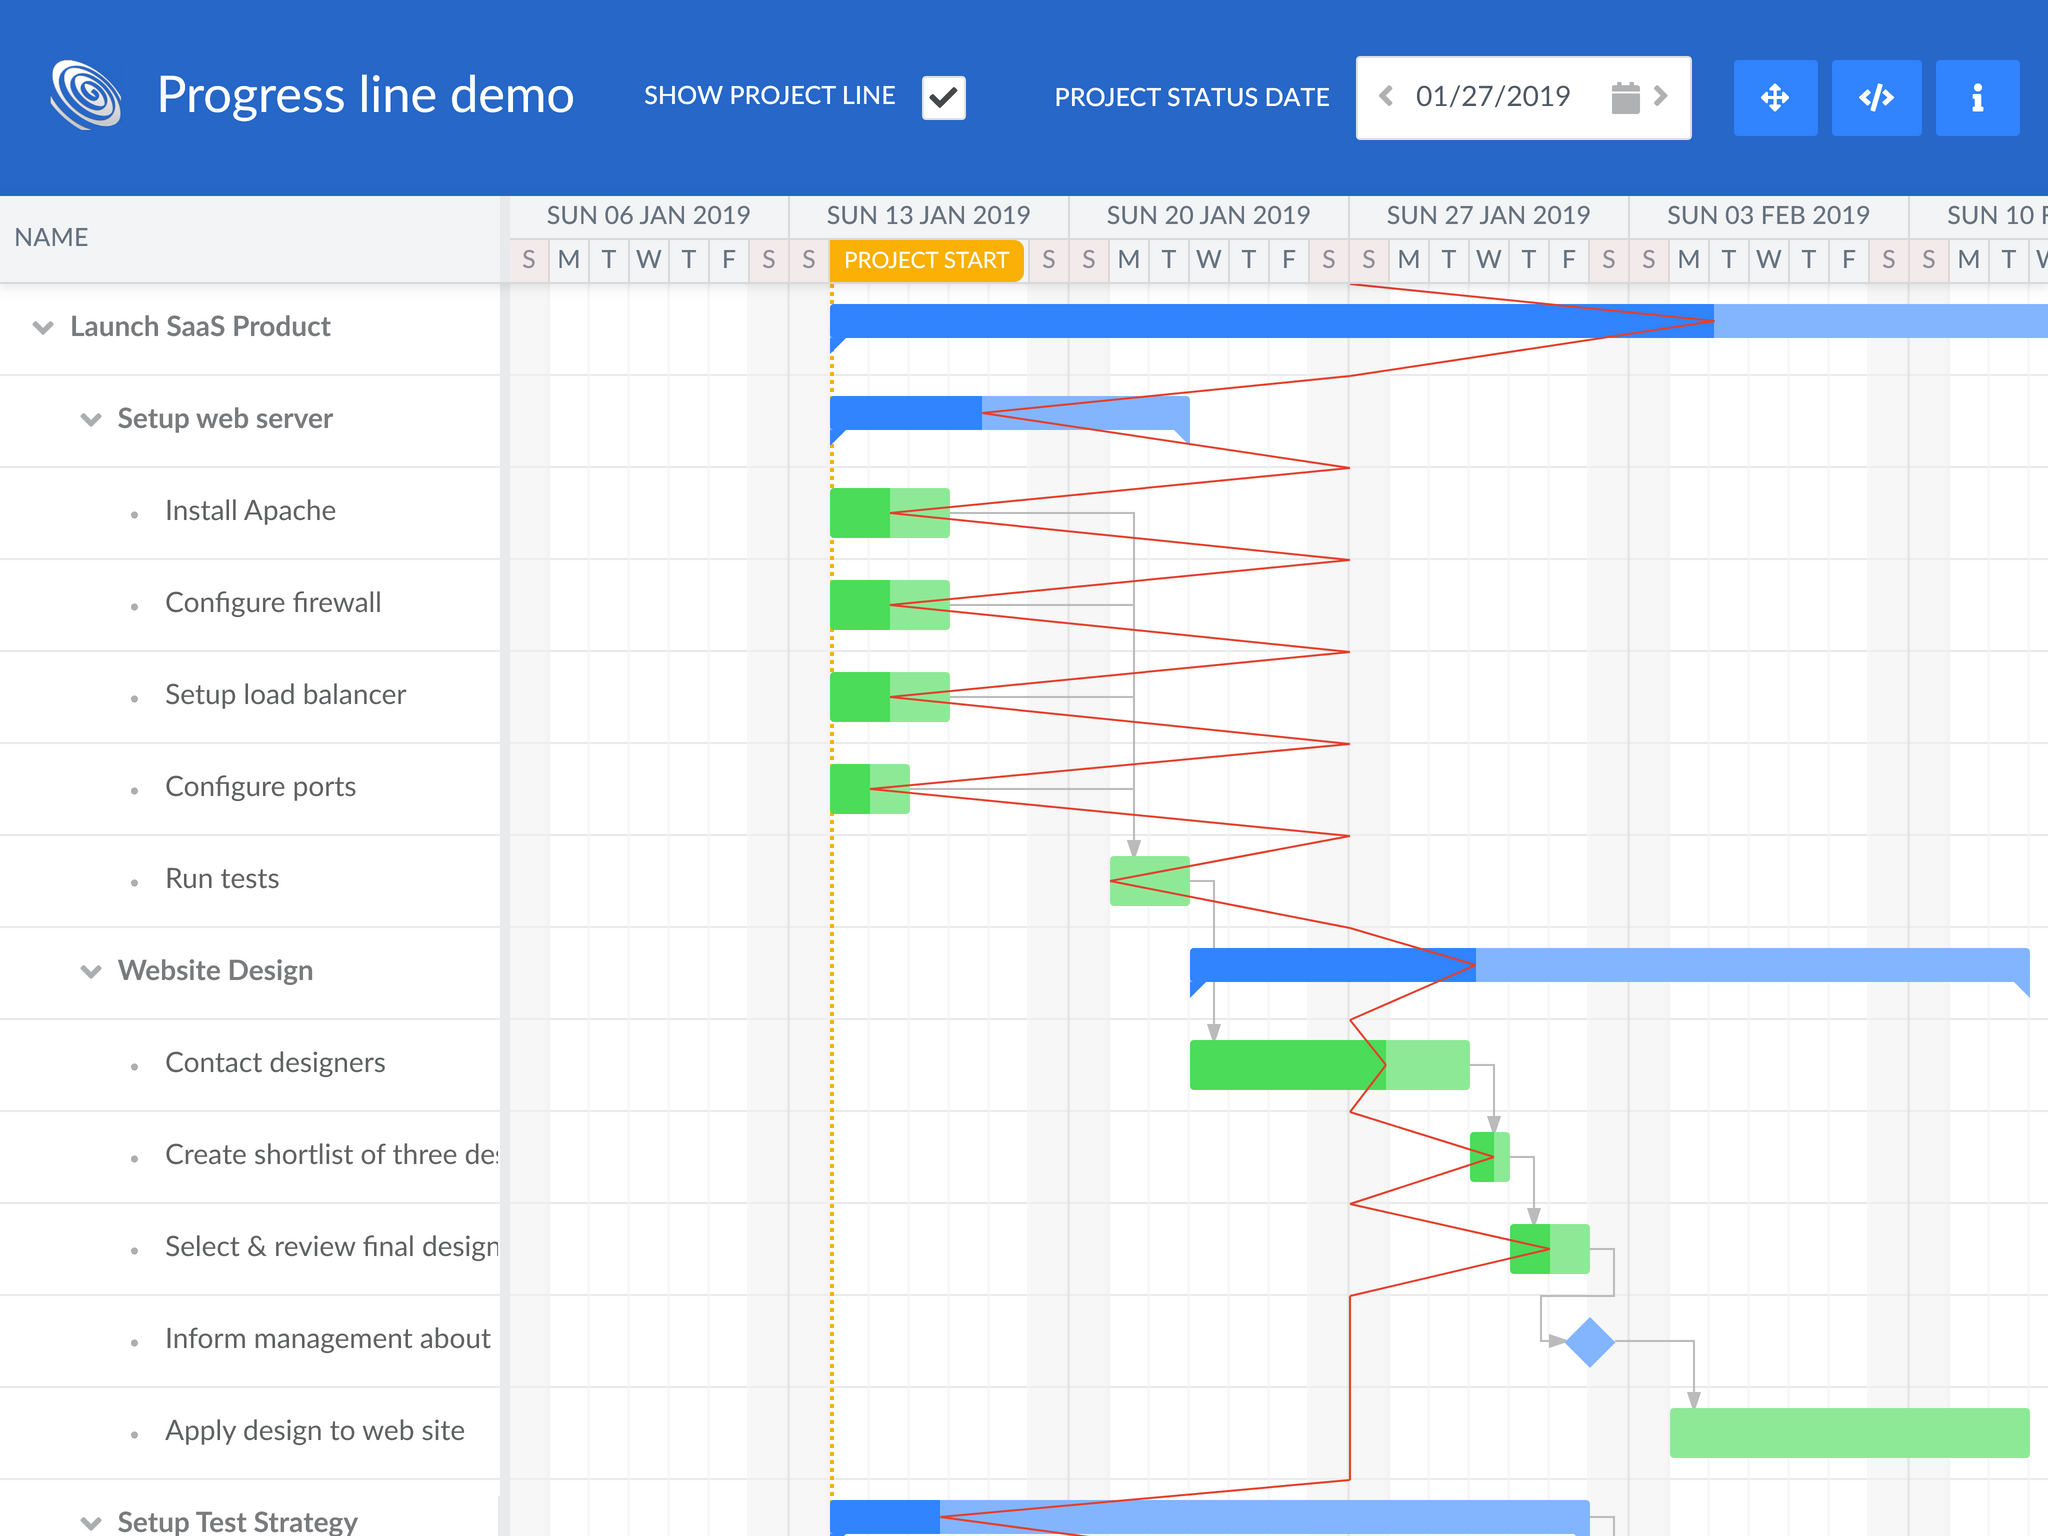 Progress line demo
SHOW PROJECT LINE
PROJECT STATUS DATE
01/27/2019
NAME
SUN 06 JAN 2019 SUN 13 JAN 2019 SUN 20 JAN 2019 SUN 27 JAN 2019 SUN 03 FEB 2019 SUN 10 F
S M T W T F S S PROJECT START S S M T W T F S S M T W T F S S M T W T F S S M T W
Launch SaaS Product
Setup web server
Install Apache
Configure firewall
Setup load balancer
Configure ports
Run tests
Website Design
Contact designers
Create shortlist of three des
Select & review final design
Inform management about
Apply design to web site
Setup Test Strategy